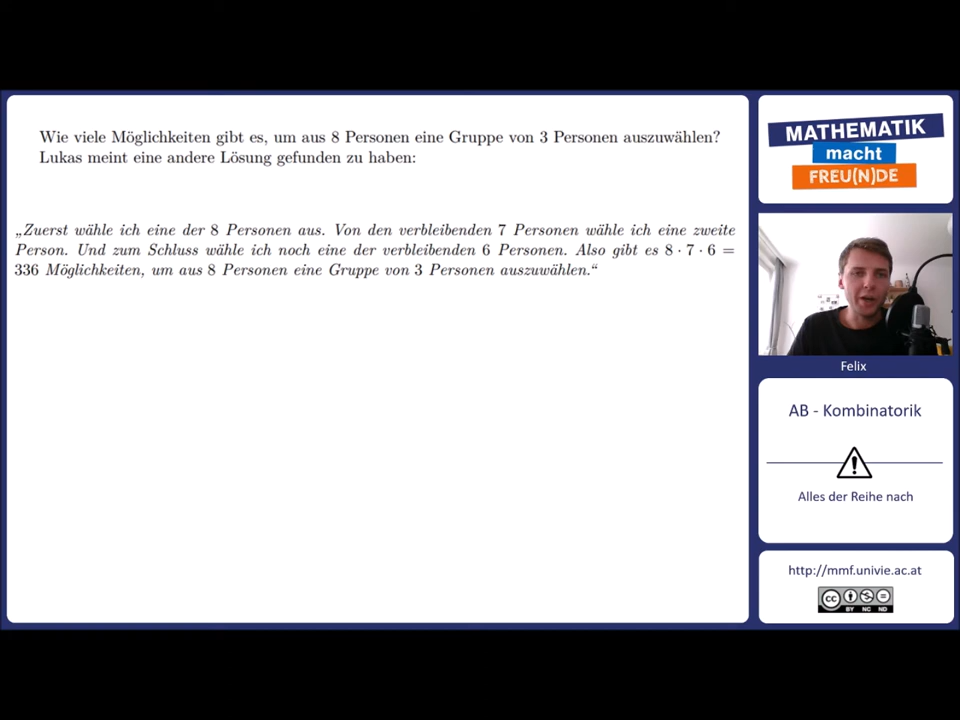 Wie viele Möglichkeiten gibt es, um aus 8 Personen eine Gruppe von 3 Personen auszuwählen?
Lukas meint eine andere Lösung gefunden zu haben:
„Zuerst wähle ich eine der 8 Personen aus. Von den verbleibenden 7 Personen wähle ich eine zweite
Person. Und zum Schluss wähle ich noch eine der verbleibenden 6 Personen. Also gibt es 8 · 7 · 6 =
336 Möglichkeiten, um aus 8 Personen eine Gruppe von 3 Personen auszuwählen.“
MATHEMATIK
macht
FREU(N)DE
Felix
AB - Kombinatorik
Alles der Reihe nach
http://mmf.univie.ac.at
cc
BY NC ND